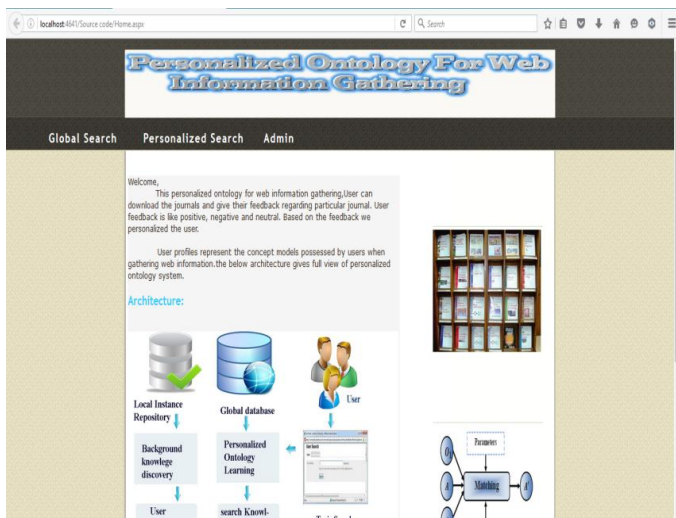 localhost:4641/Source code/Home.aspx
Search
Personalized Ontology For Web
Information Gathering
Global Search Personalized Search Admin
Welcome,
This personalized ontology for web information gathering,User can
download the journals and give their feedback regarding particular journal. User
feedback is like positive, negative and neutral. Based on the feedback we
personalized the user.
User profiles represent the concept models possessed by users when
gathering web information.the below architecture gives full view of personalized
ontology system.
Architecture:
User
Local Instance
Repository
Global database
Background
knowlege
discovery
Personalized
Ontology
Learning
User
search Knowl-
Parameters
A
Matching
A'